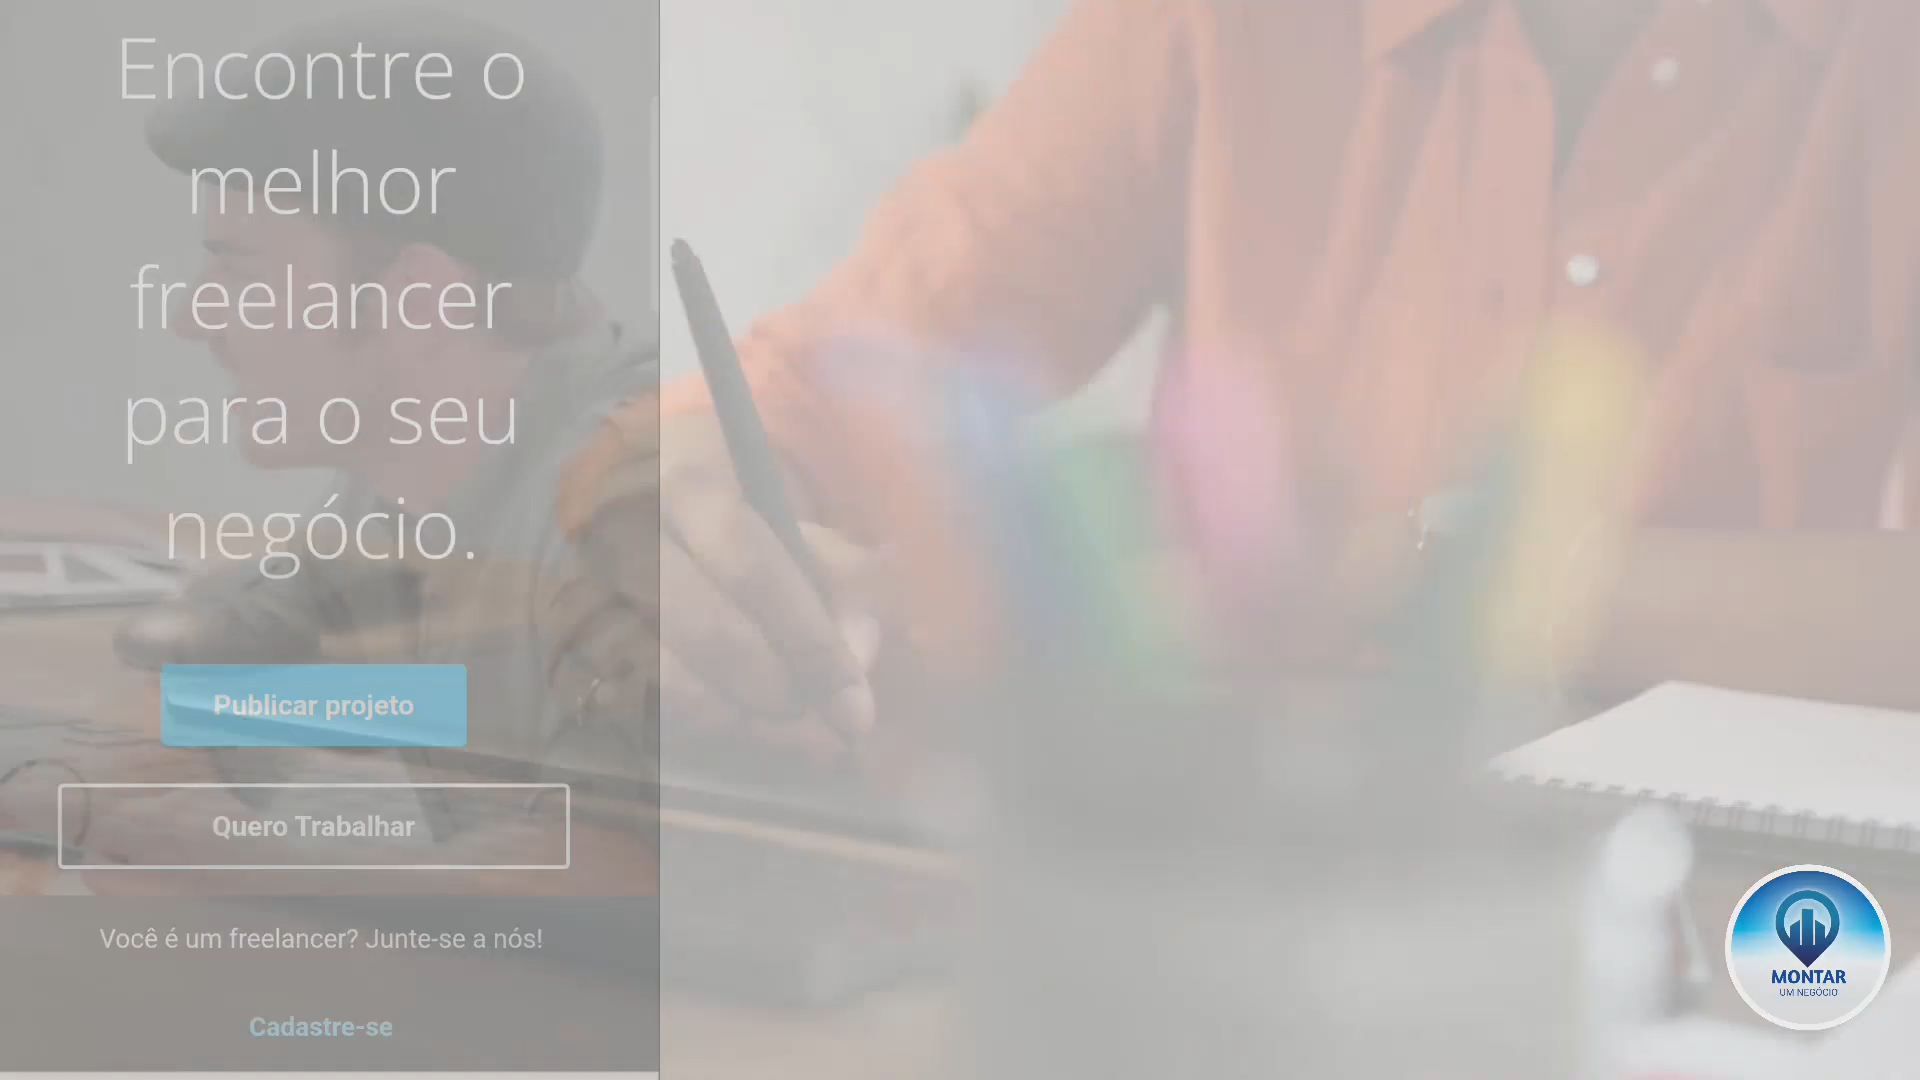 Encontre o
melhor
freelancer
para o seu
negócio.
Publicar projeto
Quero Trabalhar
Você é um freelancer? Junte-se a nós!
Cadastre-se
MONTAR
UM NEGÓCIO